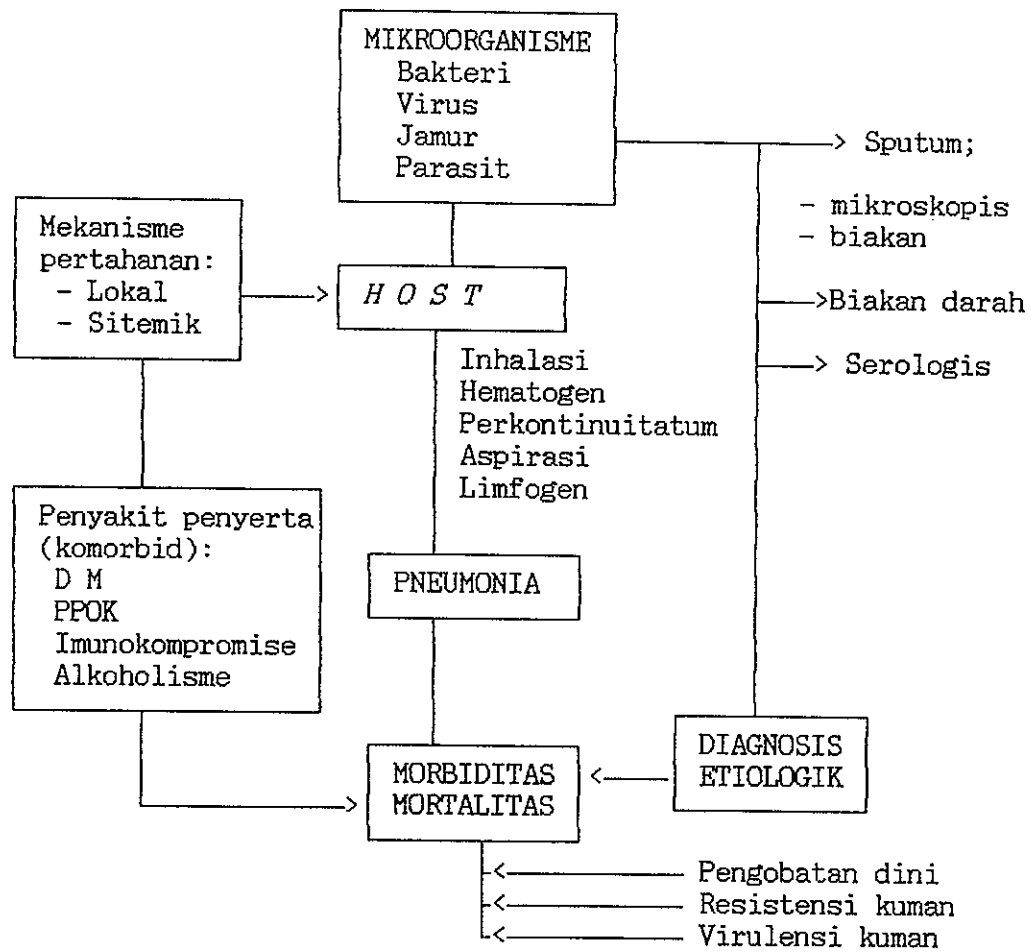 MIKROORGANISME
Bakteri
Virus
Jamur
Parasit
Sputum;
- mikroskopis
- biakan
Biakan darah
Serologis
Mekanisme
pertahanan:
- Lokal
- Sitemik
H O S T
Inhalasi
Hematogen
Perkontinuitatum
Aspirasi
Limfogen
Penyakit penyerta
(komorbid):
D M
PPOK
Imunokompromise
Alkoholisme
PNEUMONIA
MORBIDITAS
MORTALITAS
DIAGNOSIS
ETIOLOGIK
Pengobatan dini
Resistensi kuman
Virulensi kuman